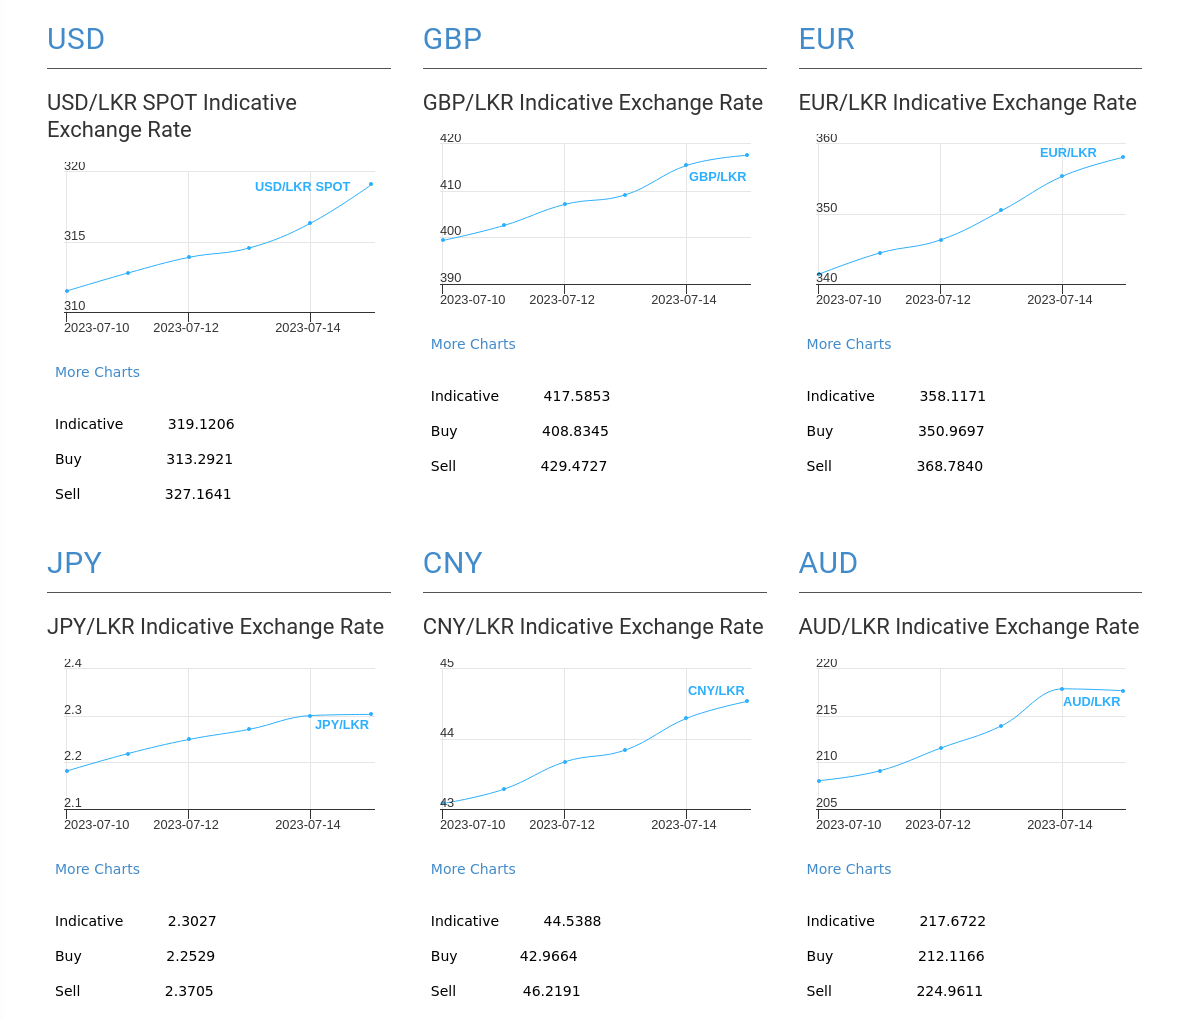 USD
USD/LKR SPOT Indicative
Exchange Rate
320
USD/LKR SPOT
315
310
2023-07-10 2023-07-12 2023-07-14
More Charts
Indicative 319.1206
Buy 313.2921
Sell 327.1641
GBP
GBP/LKR Indicative Exchange Rate
420
GBP/LKR
410
400
390
2023-07-10 2023-07-12 2023-07-14
More Charts
Indicative 417.5853
Buy 408.8345
Sell 429.4727
EUR
EUR/LKR Indicative Exchange Rate
360
EUR/LKR
350
340
2023-07-10 2023-07-12 2023-07-14
More Charts
Indicative 358.1171
Buy 350.9697
Sell 368.7840
JPY
JPY/LKR Indicative Exchange Rate
2.4
2.3
JPY/LKR
2.2
2.1
2023-07-10 2023-07-12 2023-07-14
More Charts
Indicative 2.3027
Buy 2.2529
Sell 2.3705
CNY
CNY/LKR Indicative Exchange Rate
45
CNY/LKR
44
43
2023-07-10 2023-07-12 2023-07-14
More Charts
Indicative 44.5388
Buy 42.9664
Sell 46.2191
AUD
AUD/LKR Indicative Exchange Rate
220
AUD/LKR
215
210
205
2023-07-10 2023-07-12 2023-07-14
More Charts
Indicative 217.6722
Buy 212.1166
Sell 224.9611